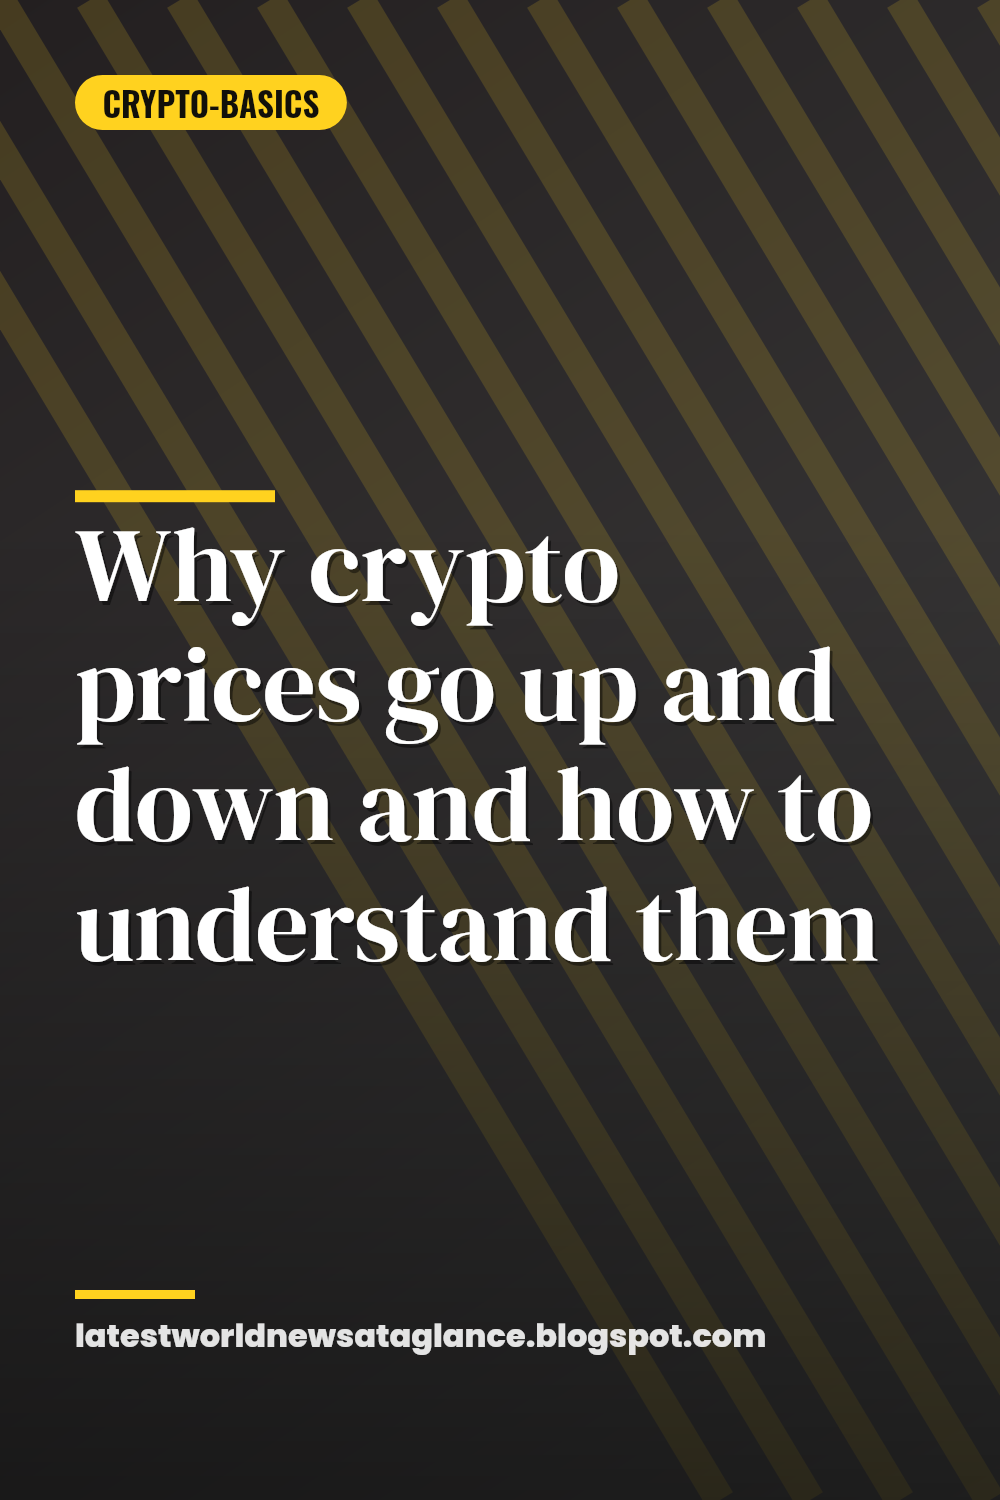 CRYPTO-BASICS
Why crypto
prices go up and
down and how to
understand them
latestworldnewsataglance.blogspot.com